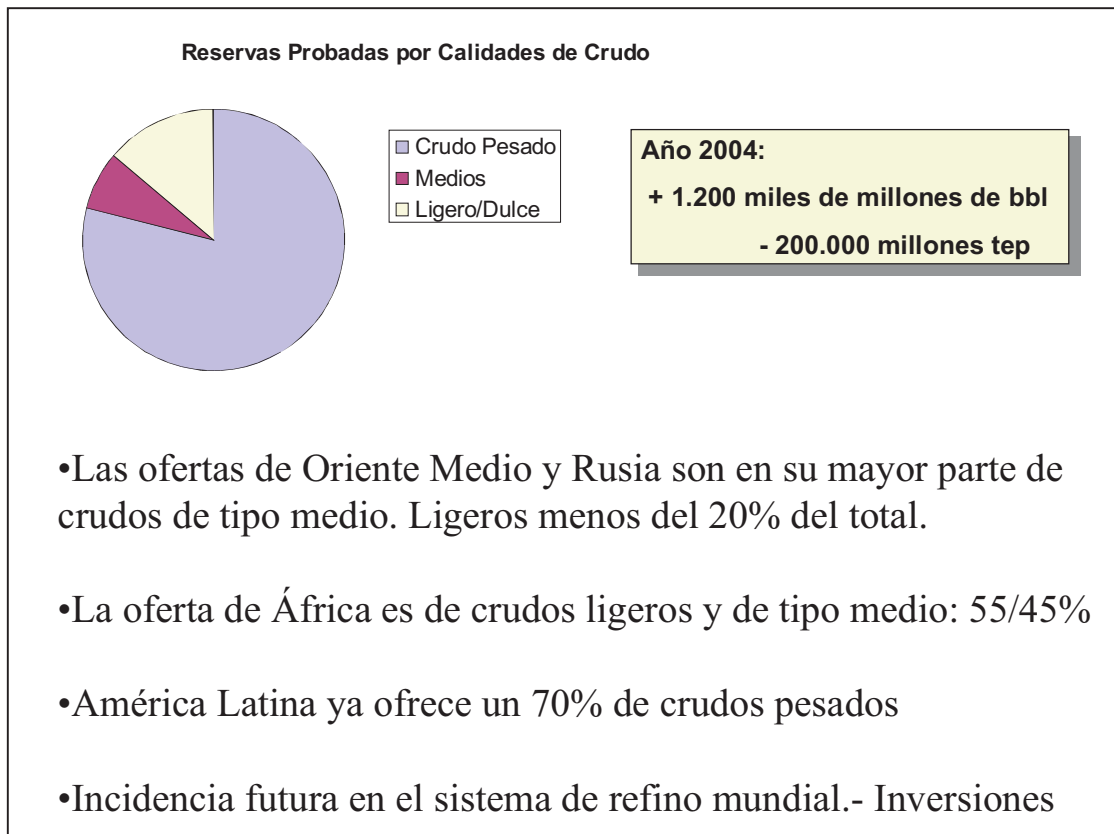 Reservas Probadas por Calidades de Crudo
Crudo Pesado
Medios
Ligero/Dulce
Año 2004:
+ 1.200 miles de millones de bbl
- 200.000 millones tep
•Las ofertas de Oriente Medio y Rusia son en su mayor parte de
crudos de tipo medio. Ligeros menos del 20% del total.
•La oferta de África es de crudos ligeros y de tipo medio: 55/45%
•América Latina ya ofrece un 70% de crudos pesados
•Incidencia futura en el sistema de refino mundial.- Inversiones